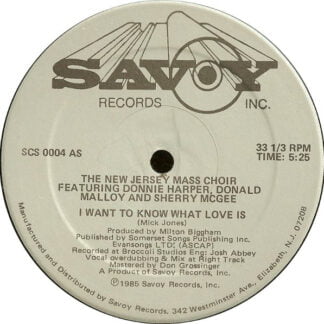 SAVOY
RECORDS INC.
SCS 0004 AS
33 1/3 RPM
TIME: 5:25
THE NEW JERSEY MASS CHOIR
FEATURING DONNIE HARPER, DONALD
MALLOY AND SHERRY McGEE
I WANT TO KNOW WHAT LOVE IS
(Mick Jones)
Produced by Milton Biggham
Published by Somerset Songs Publishing Inc.
Evansongs LTD: (ASCAP)
Recorded at Broccoli Studios Eng: Josh Abbey
Vocal overdubbing & Mix at Right Track
Mastered by Don Grossinger
A Product of Savoy Records, Inc.
©1985 Savoy Records, Inc.
Manufactured and Distributed by Savoy Records, Inc. 342 Westminster Ave., Elizabeth, N.J. 07208